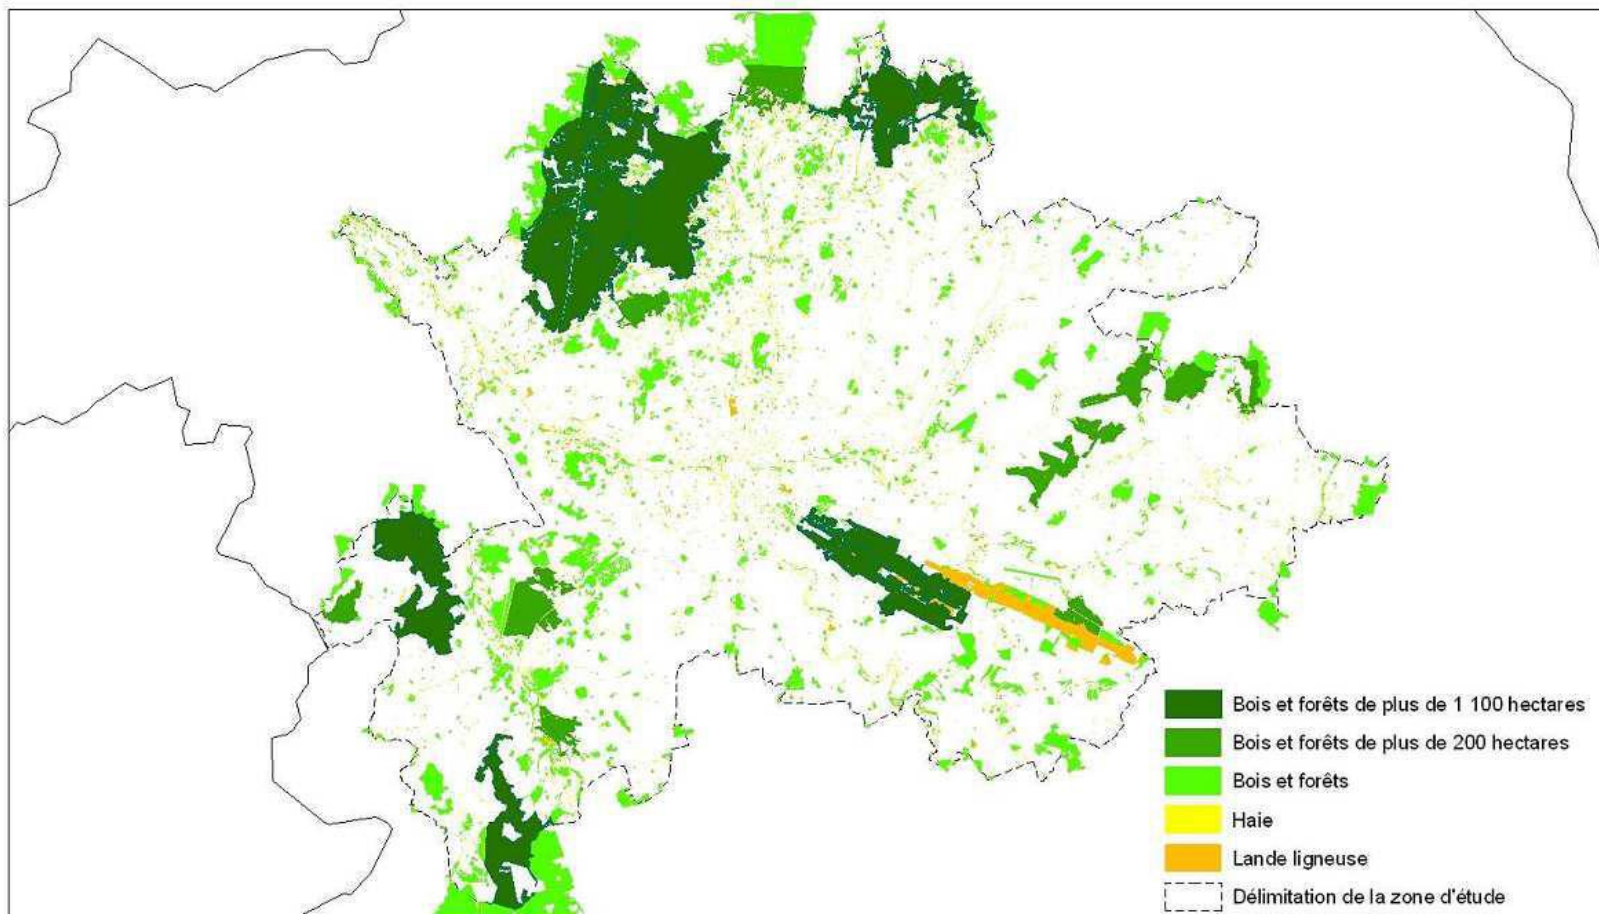 Bois et forêts de plus de 1 100 hectares
Bois et forêts de plus de 200 hectares
Bois et forêts
Haie
Lande ligneuse
Délimitation de la zone d'étude